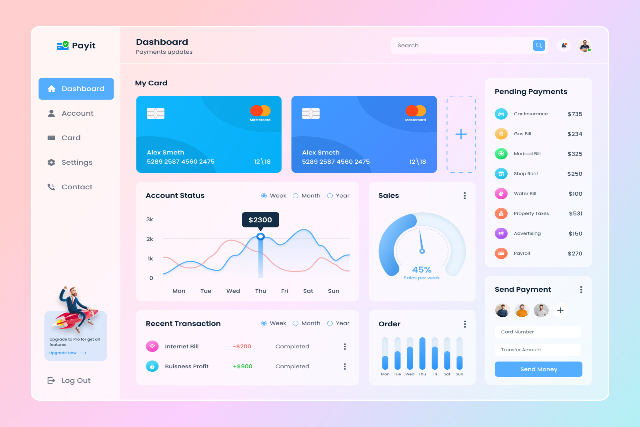 Payit
Dashboard
Payments updates
Search
Dashboard
Account
Card
Settings
Contact
Upgrade to Pro for get all
features
Upgrade now
Log Out
My Card
Mastercard
Alex Smeth
5289 2587 4560 2475
12\18
Mastercard
Alex Smeth
5289 2587 4560 2475
12\18
+
Account Status
Week
Month
Year
$2300
3k
2k
1k
0
Mon Tue Wed Thu Fri Sat Sun
Sales
45%
Sales per week
Recent Transaction
Week
Month
Year
Internet Bill -$200 Completed
Buisness Profit +$900 Completed
Order
Mon Tue Wed Thu Fri Sat Sun
Pending Payments
Car Insurance $735
Gas Bill $234
Medical Bill $325
Shop Rent $250
Water Bill $100
Property Taxes $531
Advertising $150
Payroll $270
Send Payment
+
Card Number
Transfer Amount
Send Money